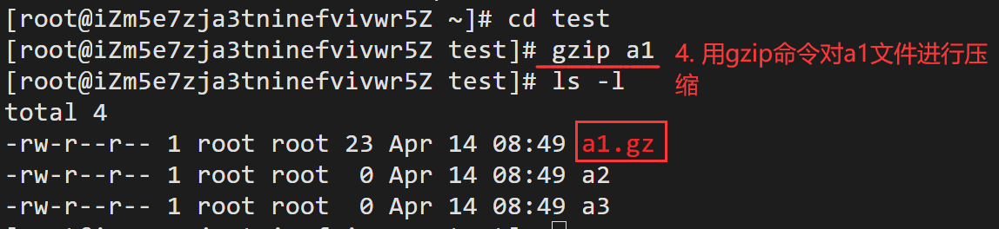 [root@iZm5e7zja3tninefvivwr5Z ~]# cd test
[root@iZm5e7zja3tninefvivwr5Z test]# gzip a1
4. 用gzip命令对a1文件进行压
缩
[root@iZm5e7zja3tninefvivwr5Z test]# ls -l
total 4
-rw-r--r-- 1 root root 23 Apr 14 08:49 a1.gz
-rw-r--r-- 1 root root  0 Apr 14 08:49 a2
-rw-r--r-- 1 root root  0 Apr 14 08:49 a3